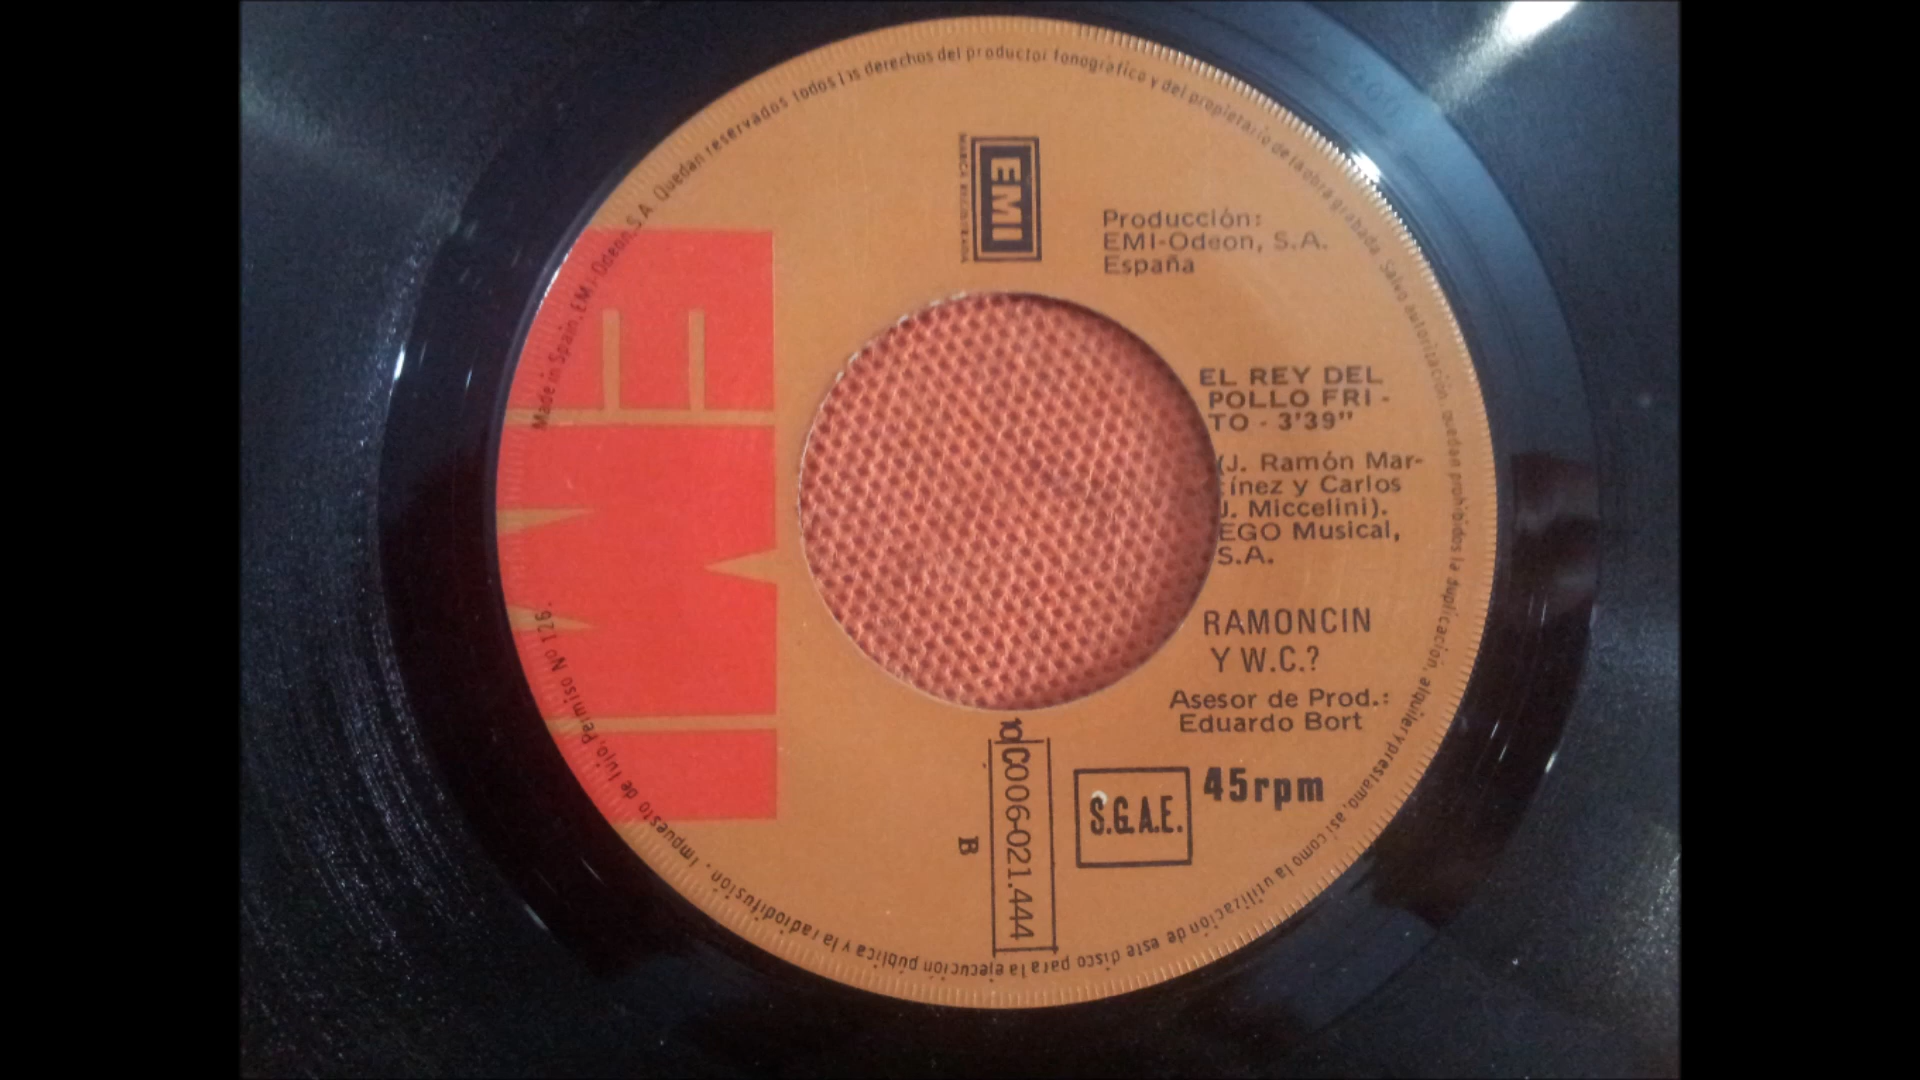 Made in Spain, EMI-Odeon, S.A. Quedan reservados todos los derechos del productor fonográfico y del propietario de la obra grabada. Salvo autorización, quedan prohibidos la duplicación, alquiler y préstamo, así como la utilización de este disco para la ejecución pública y la radiodifusión. Impuesto de lujo, Permiso Nº 126.
EMI
EMI
Producción:
EMI-Odeon, S.A.
España
EL REY DEL
POLLO FRI-
TO - 3'39"
(J. Ramón Mar-
tínez y Carlos
J. Miccelini).
EGO Musical,
S.A.
RAMONCIN
Y W.C.?
Asesor de Prod.:
Eduardo Bort
45rpm
S.G.A.E.
10C006-021.444
B